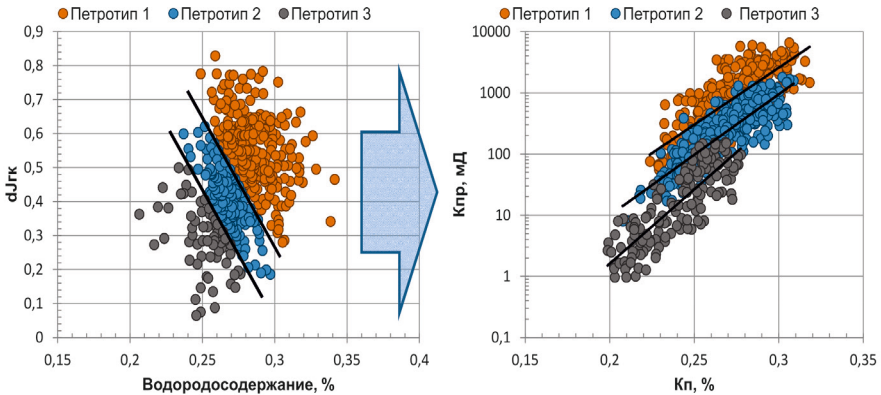 Петротип 1 Петротип 2 Петротип 3
dJгк
0,9
0,8
0,7
0,6
0,5
0,4
0,3
0,2
0,1
0
0,15 0,2 0,25 0,3 0,35 0,4
Водородосодержание, %
Петротип 1 Петротип 2 Петротип 3
Кпр, мД
10000
1000
100
10
1
0,1
0,15 0,2 0,25 0,3 0,35
Кп, %